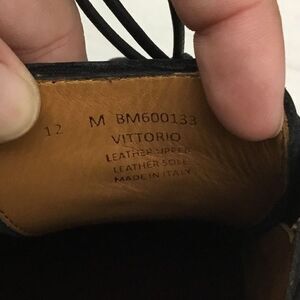 12 M BM600133
VITTORIO
LEATHER UPPER
LEATHER SOLE
MADE IN ITALY